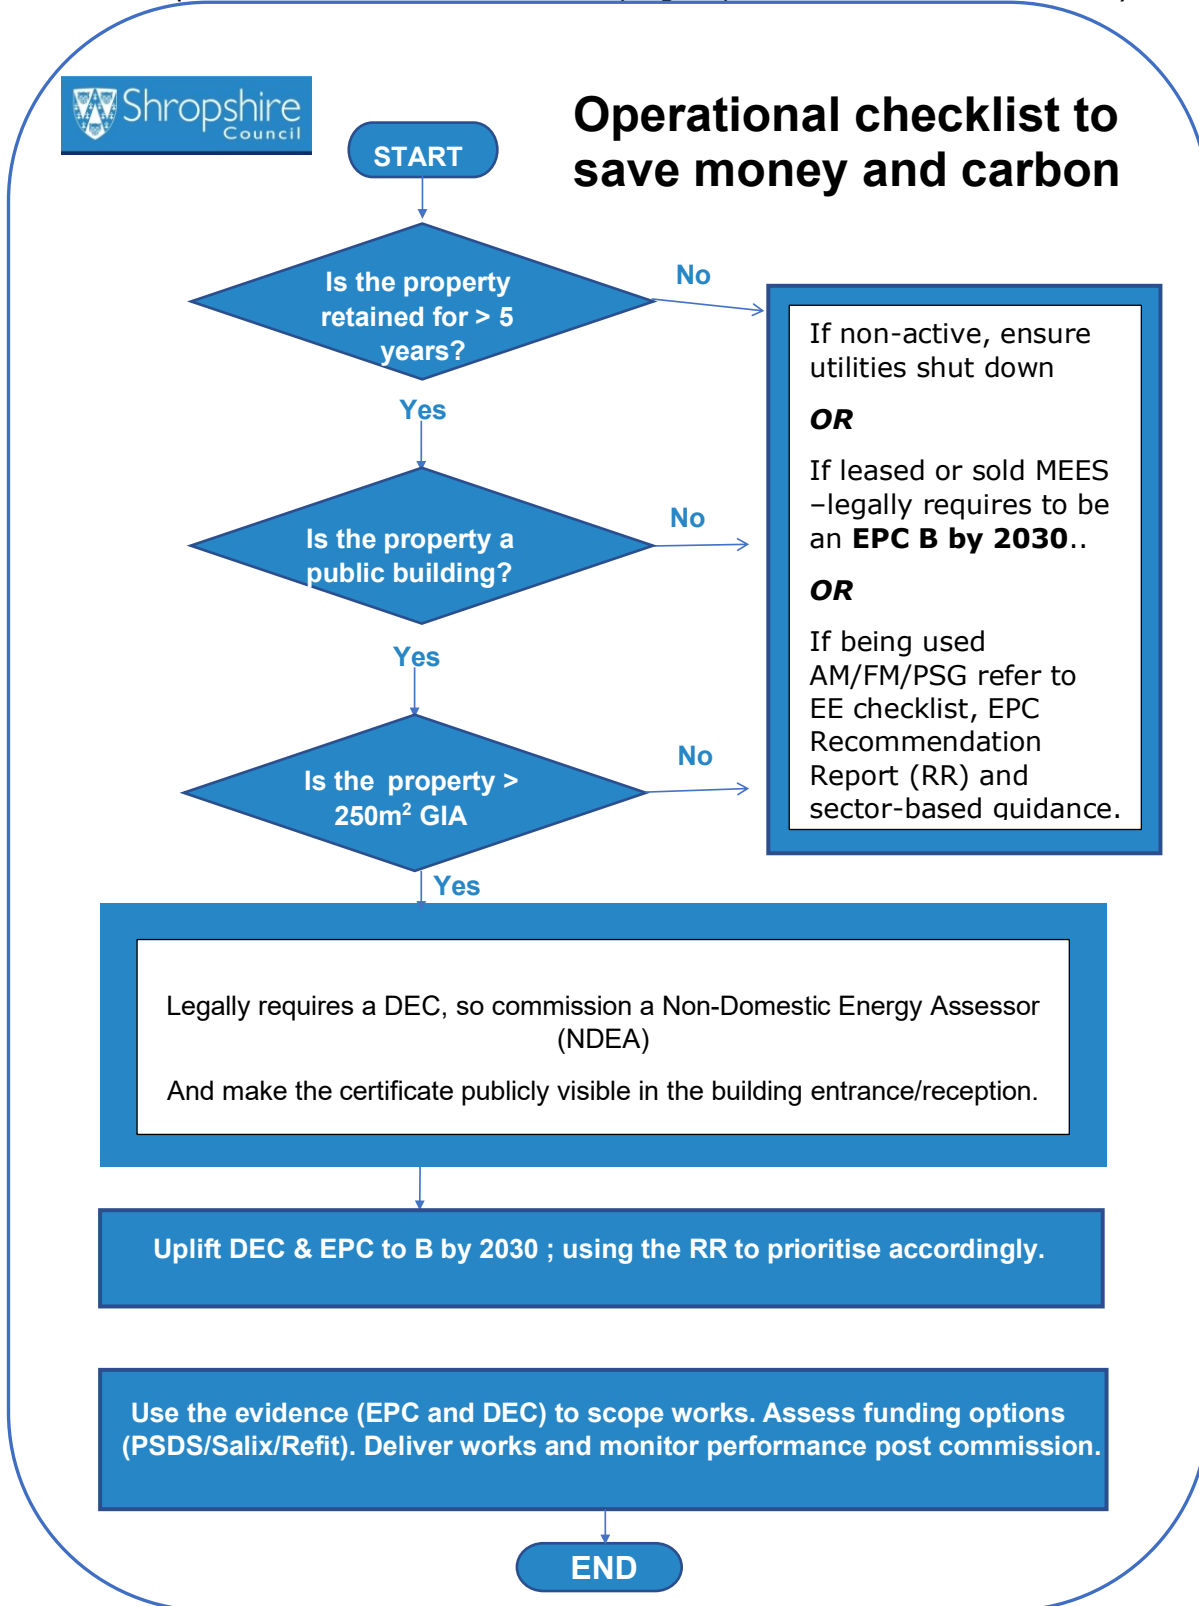 Shropshire
Council
Operational checklist to
save money and carbon
START
Is the property
retained for > 5
years?
No
Yes
If non-active, ensure
utilities shut down
OR
If leased or sold MEES
–legally requires to be
an EPC B by 2030..
OR
If being used
AM/FM/PSG refer to
EE checklist, EPC
Recommendation
Report (RR) and
sector-based guidance.
Is the property a
public building?
No
Yes
Is the property >
250m² GIA
No
Yes
Legally requires a DEC, so commission a Non-Domestic Energy Assessor
(NDEA)
And make the certificate publicly visible in the building entrance/reception.
Uplift DEC & EPC to B by 2030 ; using the RR to prioritise accordingly.
Use the evidence (EPC and DEC) to scope works. Assess funding options
(PSDS/Salix/Refit). Deliver works and monitor performance post commission.
END